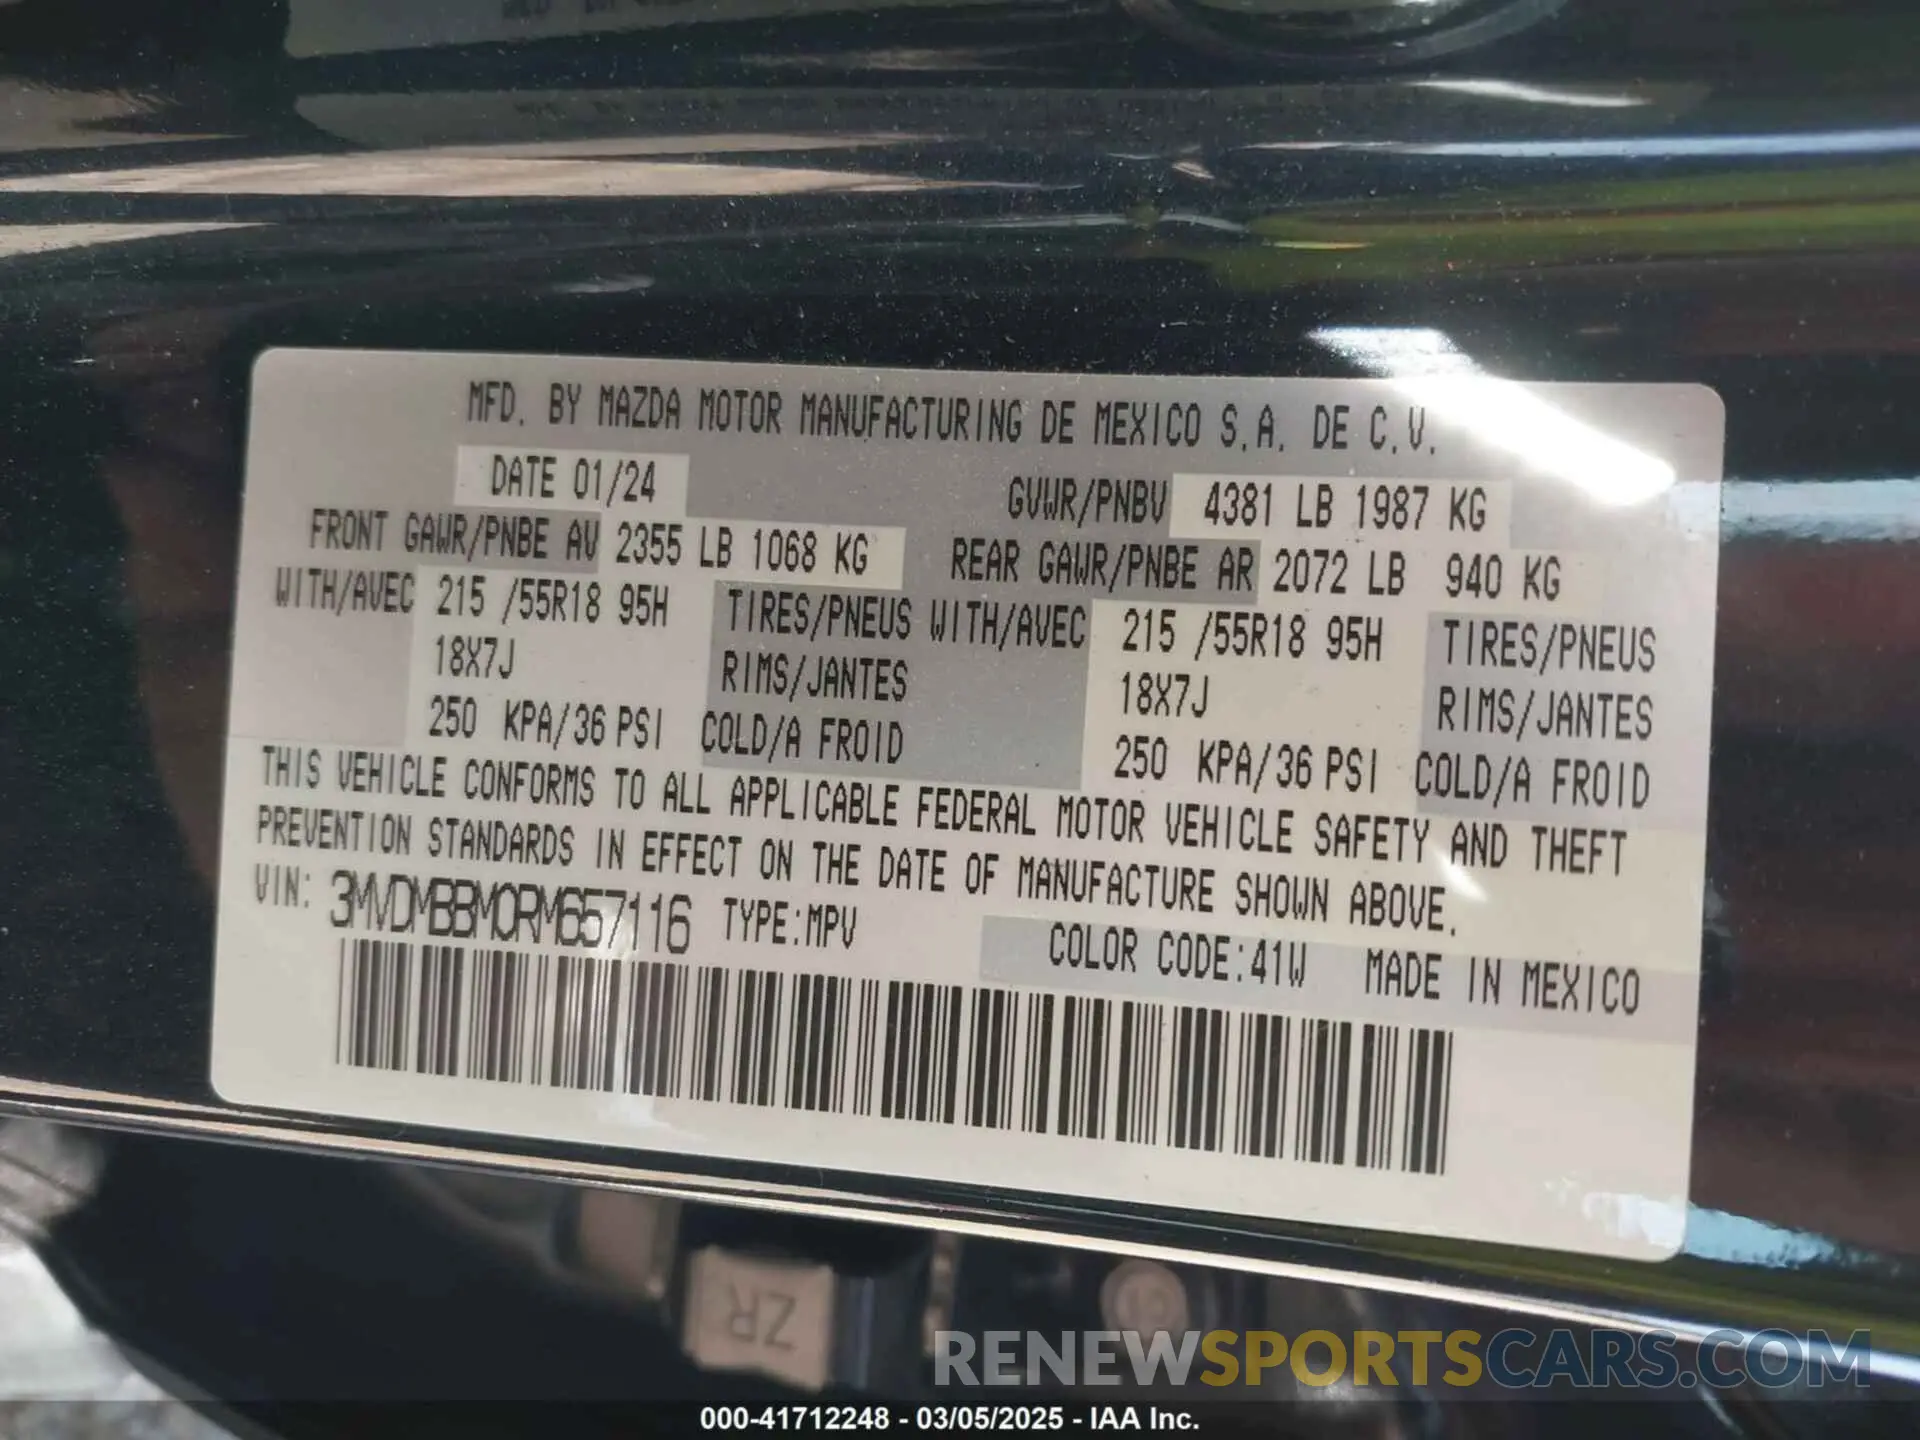 MFD. BY MAZDA MOTOR MANUFACTURING DE MEXICO S.A. DE C.V.
DATE 01/24 GVWR/PNBV 4381 LB 1987 KG
FRONT GAWR/PNBE AV 2355 LB 1068 KG REAR GAWR/PNBE AR 2072 LB 940 KG
WITH/AVEC 215 /55R18 95H TIRES/PNEUS WITH/AVEC 215 /55R18 95H TIRES/PNEUS
18X7J RIMS/JANTES 18X7J RIMS/JANTES
250 KPA/36 PSI COLD/A FROID 250 KPA/36 PSI COLD/A FROID
THIS VEHICLE CONFORMS TO ALL APPLICABLE FEDERAL MOTOR VEHICLE SAFETY AND THEFT
PREVENTION STANDARDS IN EFFECT ON THE DATE OF MANUFACTURE SHOWN ABOVE.
VIN: 3MVDMBBM0RM657116 TYPE:MPV COLOR CODE:41W MADE IN MEXICO
ZR
RENEWSPORTSCARS.COM
000-41712248 - 03/05/2025 - IAA Inc.